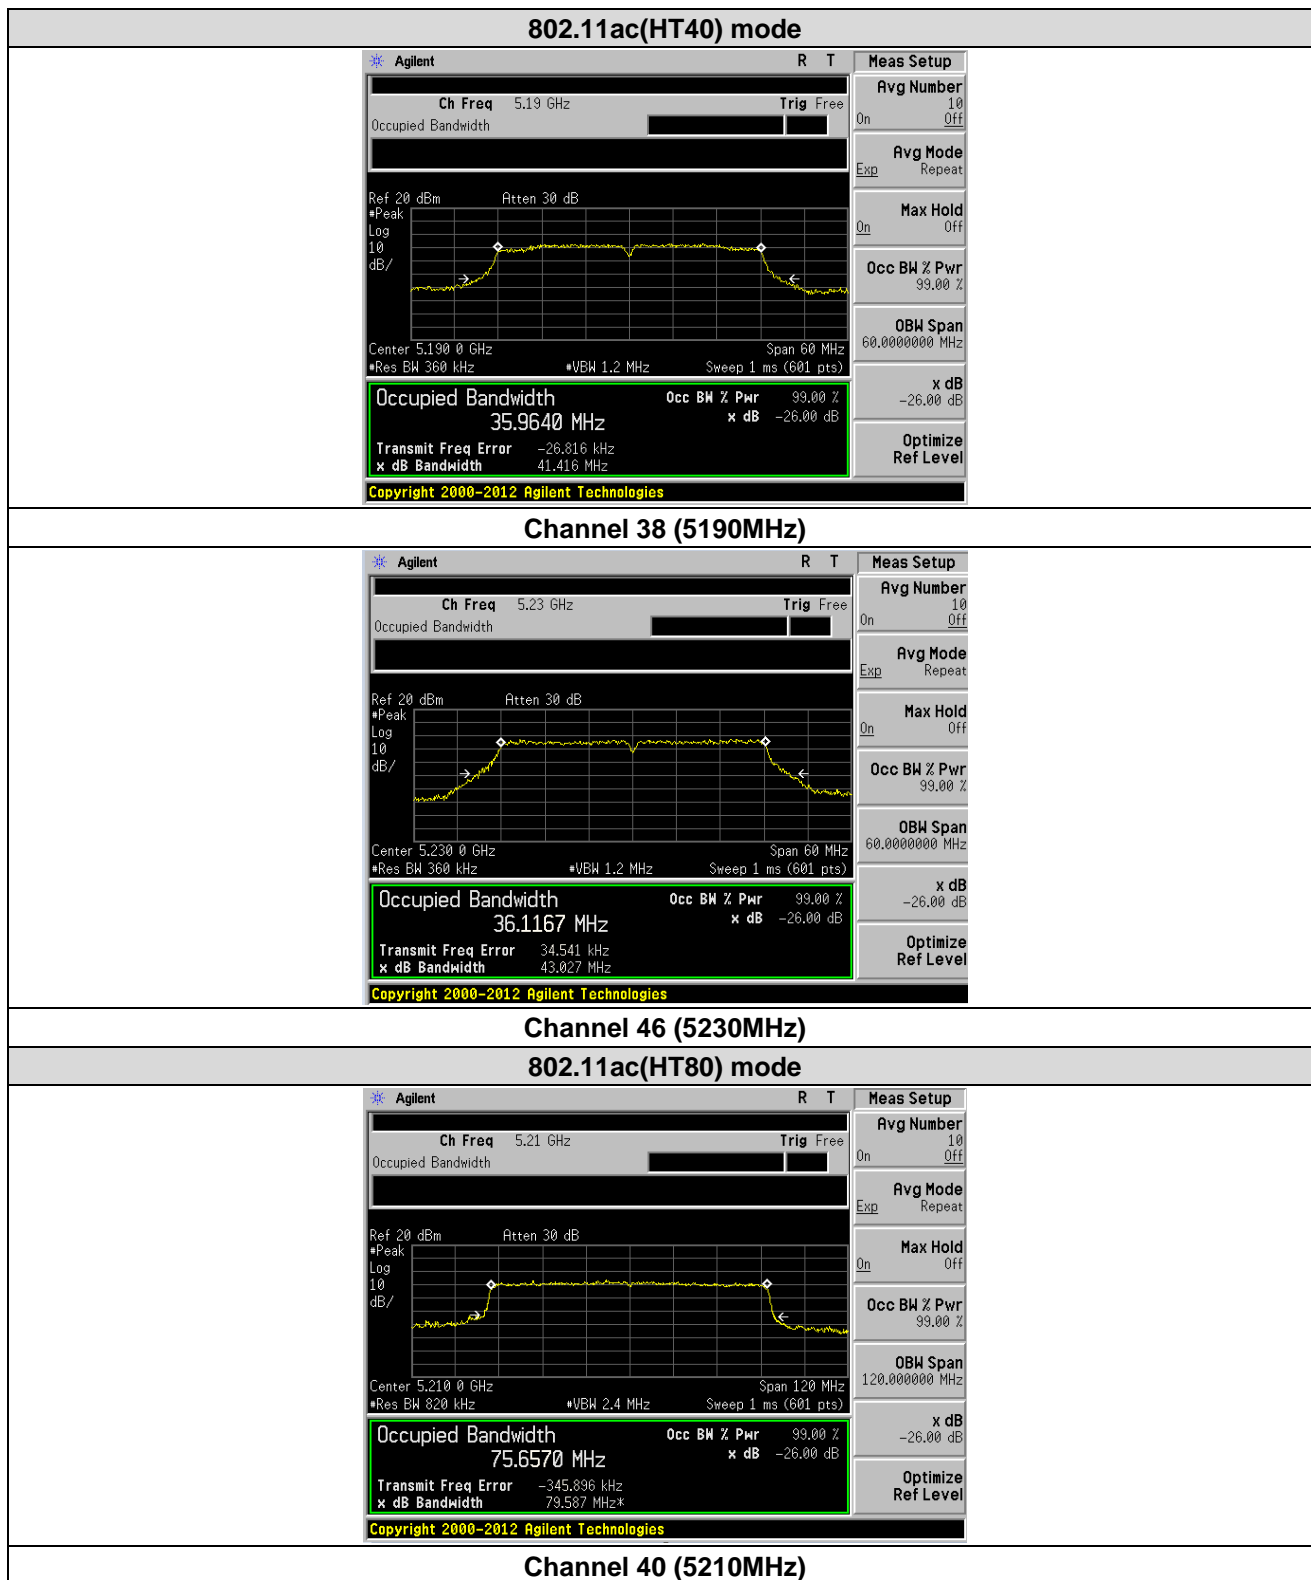 802.11ac(HT40) mode
Agilent R T Meas Setup
Ch Freq 5.19 GHz Trig Free
Occupied Bandwidth
Avg Number
10
On Off
Avg Mode
Exp Repeat
Max Hold
On Off
Occ BW % Pwr
99.00 %
OBW Span
60.0000000 MHz
x dB
-26.00 dB
Optimize
Ref Level
Ref 20 dBm Atten 30 dB
#Peak
Log
10
dB/
Center 5.190 0 GHz Span 60 MHz
#Res BW 360 kHz #VBW 1.2 MHz Sweep 1 ms (601 pts)
Occupied Bandwidth Occ BW % Pwr 99.00 %
35.9640 MHz x dB -26.00 dB
Transmit Freq Error -26.816 kHz
x dB Bandwidth 41.416 MHz
Copyright 2000-2012 Agilent Technologies
Channel 38 (5190MHz)
Agilent R T Meas Setup
Ch Freq 5.23 GHz Trig Free
Occupied Bandwidth
Avg Number
10
On Off
Avg Mode
Exp Repeat
Max Hold
On Off
Occ BW % Pwr
99.00 %
OBW Span
60.0000000 MHz
x dB
-26.00 dB
Optimize
Ref Level
Ref 20 dBm Atten 30 dB
#Peak
Log
10
dB/
Center 5.230 0 GHz Span 60 MHz
#Res BW 360 kHz #VBW 1.2 MHz Sweep 1 ms (601 pts)
Occupied Bandwidth Occ BW % Pwr 99.00 %
36.1167 MHz x dB -26.00 dB
Transmit Freq Error 34.541 kHz
x dB Bandwidth 43.027 MHz
Copyright 2000-2012 Agilent Technologies
Channel 46 (5230MHz)
802.11ac(HT80) mode
Agilent R T Meas Setup
Ch Freq 5.21 GHz Trig Free
Occupied Bandwidth
Avg Number
10
On Off
Avg Mode
Exp Repeat
Max Hold
On Off
Occ BW % Pwr
99.00 %
OBW Span
120.000000 MHz
x dB
-26.00 dB
Optimize
Ref Level
Ref 20 dBm Atten 30 dB
#Peak
Log
10
dB/
Center 5.210 0 GHz Span 120 MHz
#Res BW 820 kHz #VBW 2.4 MHz Sweep 1 ms (601 pts)
Occupied Bandwidth Occ BW % Pwr 99.00 %
75.6570 MHz x dB -26.00 dB
Transmit Freq Error -345.896 kHz
x dB Bandwidth 79.587 MHz*
Copyright 2000-2012 Agilent Technologies
Channel 40 (5210MHz)